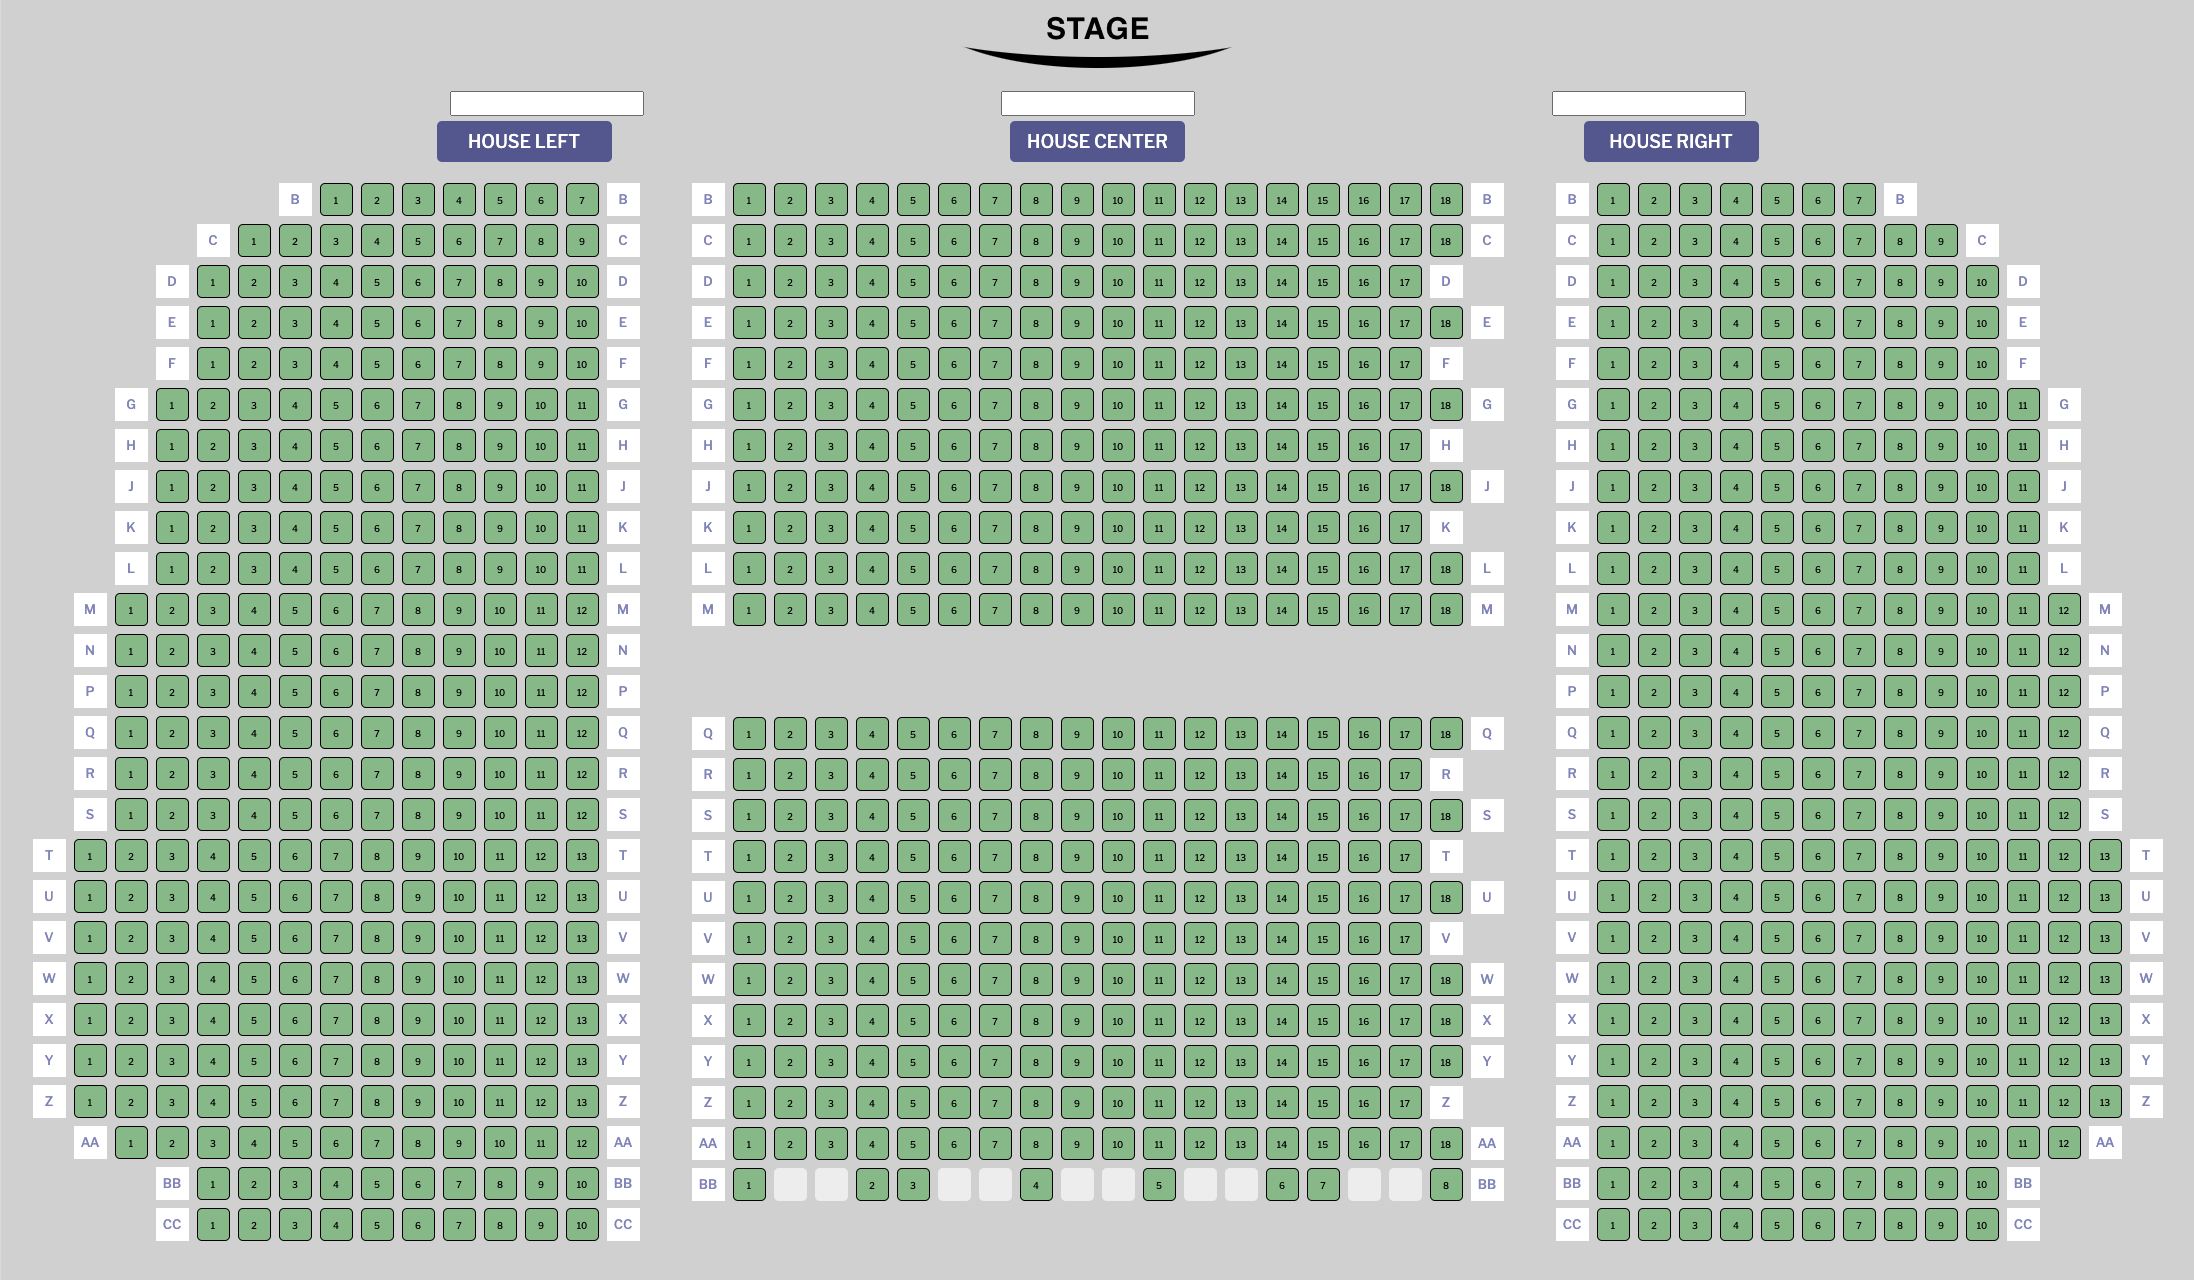 STAGE
HOUSE LEFT HOUSE CENTER HOUSE RIGHT
B 1 2 3 4 5 6 7 B B 1 2 3 4 5 6 7 8 9 10 11 12 13 14 15 16 17 18 B B 1 2 3 4 5 6 7 B
C 1 2 3 4 5 6 7 8 9 C C 1 2 3 4 5 6 7 8 9 10 11 12 13 14 15 16 17 18 C C 1 2 3 4 5 6 7 8 9 C
D 1 2 3 4 5 6 7 8 9 10 D D 1 2 3 4 5 6 7 8 9 10 11 12 13 14 15 16 17 D D 1 2 3 4 5 6 7 8 9 10 D
E 1 2 3 4 5 6 7 8 9 10 E E 1 2 3 4 5 6 7 8 9 10 11 12 13 14 15 16 17 18 E E 1 2 3 4 5 6 7 8 9 10 E
F 1 2 3 4 5 6 7 8 9 10 F F 1 2 3 4 5 6 7 8 9 10 11 12 13 14 15 16 17 F F 1 2 3 4 5 6 7 8 9 10 F
G 1 2 3 4 5 6 7 8 9 10 11 G G 1 2 3 4 5 6 7 8 9 10 11 12 13 14 15 16 17 18 G G 1 2 3 4 5 6 7 8 9 10 11 G
H 1 2 3 4 5 6 7 8 9 10 11 H H 1 2 3 4 5 6 7 8 9 10 11 12 13 14 15 16 17 H H 1 2 3 4 5 6 7 8 9 10 11 H
J 1 2 3 4 5 6 7 8 9 10 11 J J 1 2 3 4 5 6 7 8 9 10 11 12 13 14 15 16 17 18 J J 1 2 3 4 5 6 7 8 9 10 11 J
K 1 2 3 4 5 6 7 8 9 10 11 K K 1 2 3 4 5 6 7 8 9 10 11 12 13 14 15 16 17 K K 1 2 3 4 5 6 7 8 9 10 11 K
L 1 2 3 4 5 6 7 8 9 10 11 L L 1 2 3 4 5 6 7 8 9 10 11 12 13 14 15 16 17 18 L L 1 2 3 4 5 6 7 8 9 10 11 L
M 1 2 3 4 5 6 7 8 9 10 11 12 M M 1 2 3 4 5 6 7 8 9 10 11 12 13 14 15 16 17 18 M M 1 2 3 4 5 6 7 8 9 10 11 12 M
N 1 2 3 4 5 6 7 8 9 10 11 12 N N 1 2 3 4 5 6 7 8 9 10 11 12 N
P 1 2 3 4 5 6 7 8 9 10 11 12 P P 1 2 3 4 5 6 7 8 9 10 11 12 P
Q 1 2 3 4 5 6 7 8 9 10 11 12 Q Q 1 2 3 4 5 6 7 8 9 10 11 12 13 14 15 16 17 18 Q Q 1 2 3 4 5 6 7 8 9 10 11 12 Q
R 1 2 3 4 5 6 7 8 9 10 11 12 R R 1 2 3 4 5 6 7 8 9 10 11 12 13 14 15 16 17 R R 1 2 3 4 5 6 7 8 9 10 11 12 R
S 1 2 3 4 5 6 7 8 9 10 11 12 S S 1 2 3 4 5 6 7 8 9 10 11 12 13 14 15 16 17 18 S S 1 2 3 4 5 6 7 8 9 10 11 12 S
T 1 2 3 4 5 6 7 8 9 10 11 12 13 T T 1 2 3 4 5 6 7 8 9 10 11 12 13 14 15 16 17 T T 1 2 3 4 5 6 7 8 9 10 11 12 13 T
U 1 2 3 4 5 6 7 8 9 10 11 12 13 U U 1 2 3 4 5 6 7 8 9 10 11 12 13 14 15 16 17 18 U U 1 2 3 4 5 6 7 8 9 10 11 12 13 U
V 1 2 3 4 5 6 7 8 9 10 11 12 13 V V 1 2 3 4 5 6 7 8 9 10 11 12 13 14 15 16 17 V V 1 2 3 4 5 6 7 8 9 10 11 12 13 V
W 1 2 3 4 5 6 7 8 9 10 11 12 13 W W 1 2 3 4 5 6 7 8 9 10 11 12 13 14 15 16 17 18 W W 1 2 3 4 5 6 7 8 9 10 11 12 13 W
X 1 2 3 4 5 6 7 8 9 10 11 12 13 X X 1 2 3 4 5 6 7 8 9 10 11 12 13 14 15 16 17 18 X X 1 2 3 4 5 6 7 8 9 10 11 12 13 X
Y 1 2 3 4 5 6 7 8 9 10 11 12 13 Y Y 1 2 3 4 5 6 7 8 9 10 11 12 13 14 15 16 17 18 Y Y 1 2 3 4 5 6 7 8 9 10 11 12 13 Y
Z 1 2 3 4 5 6 7 8 9 10 11 12 13 Z Z 1 2 3 4 5 6 7 8 9 10 11 12 13 14 15 16 17 Z Z 1 2 3 4 5 6 7 8 9 10 11 12 13 Z
AA 1 2 3 4 5 6 7 8 9 10 11 12 AA AA 1 2 3 4 5 6 7 8 9 10 11 12 13 14 15 16 17 18 AA AA 1 2 3 4 5 6 7 8 9 10 11 12 AA
BB 1 2 3 4 5 6 7 8 9 10 BB BB 1 2 3 4 5 6 7 8 BB BB 1 2 3 4 5 6 7 8 9 10 BB
CC 1 2 3 4 5 6 7 8 9 10 CC CC 1 2 3 4 5 6 7 8 9 10 CC